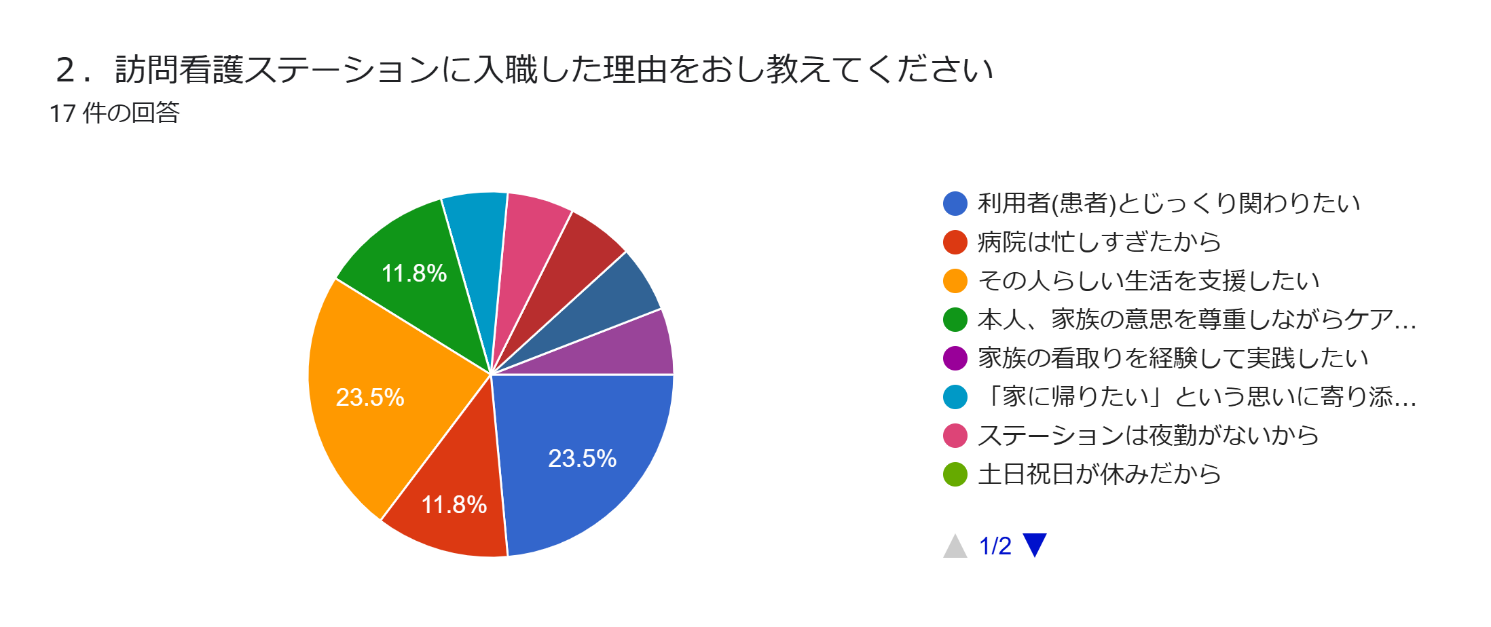 ２．訪問看護ステーションに入職した理由をおし教えてください
17 件の回答
11.8%
23.5%
23.5%
11.8%
利用者(患者)とじっくり関わりたい
病院は忙しすぎたから
その人らしい生活を支援したい
本人、家族の意思を尊重しながらケア…
家族の看取りを経験して実践したい
「家に帰りたい」という思いに寄り添…
ステーションは夜勤がないから
土日祝日が休みだから
1/2